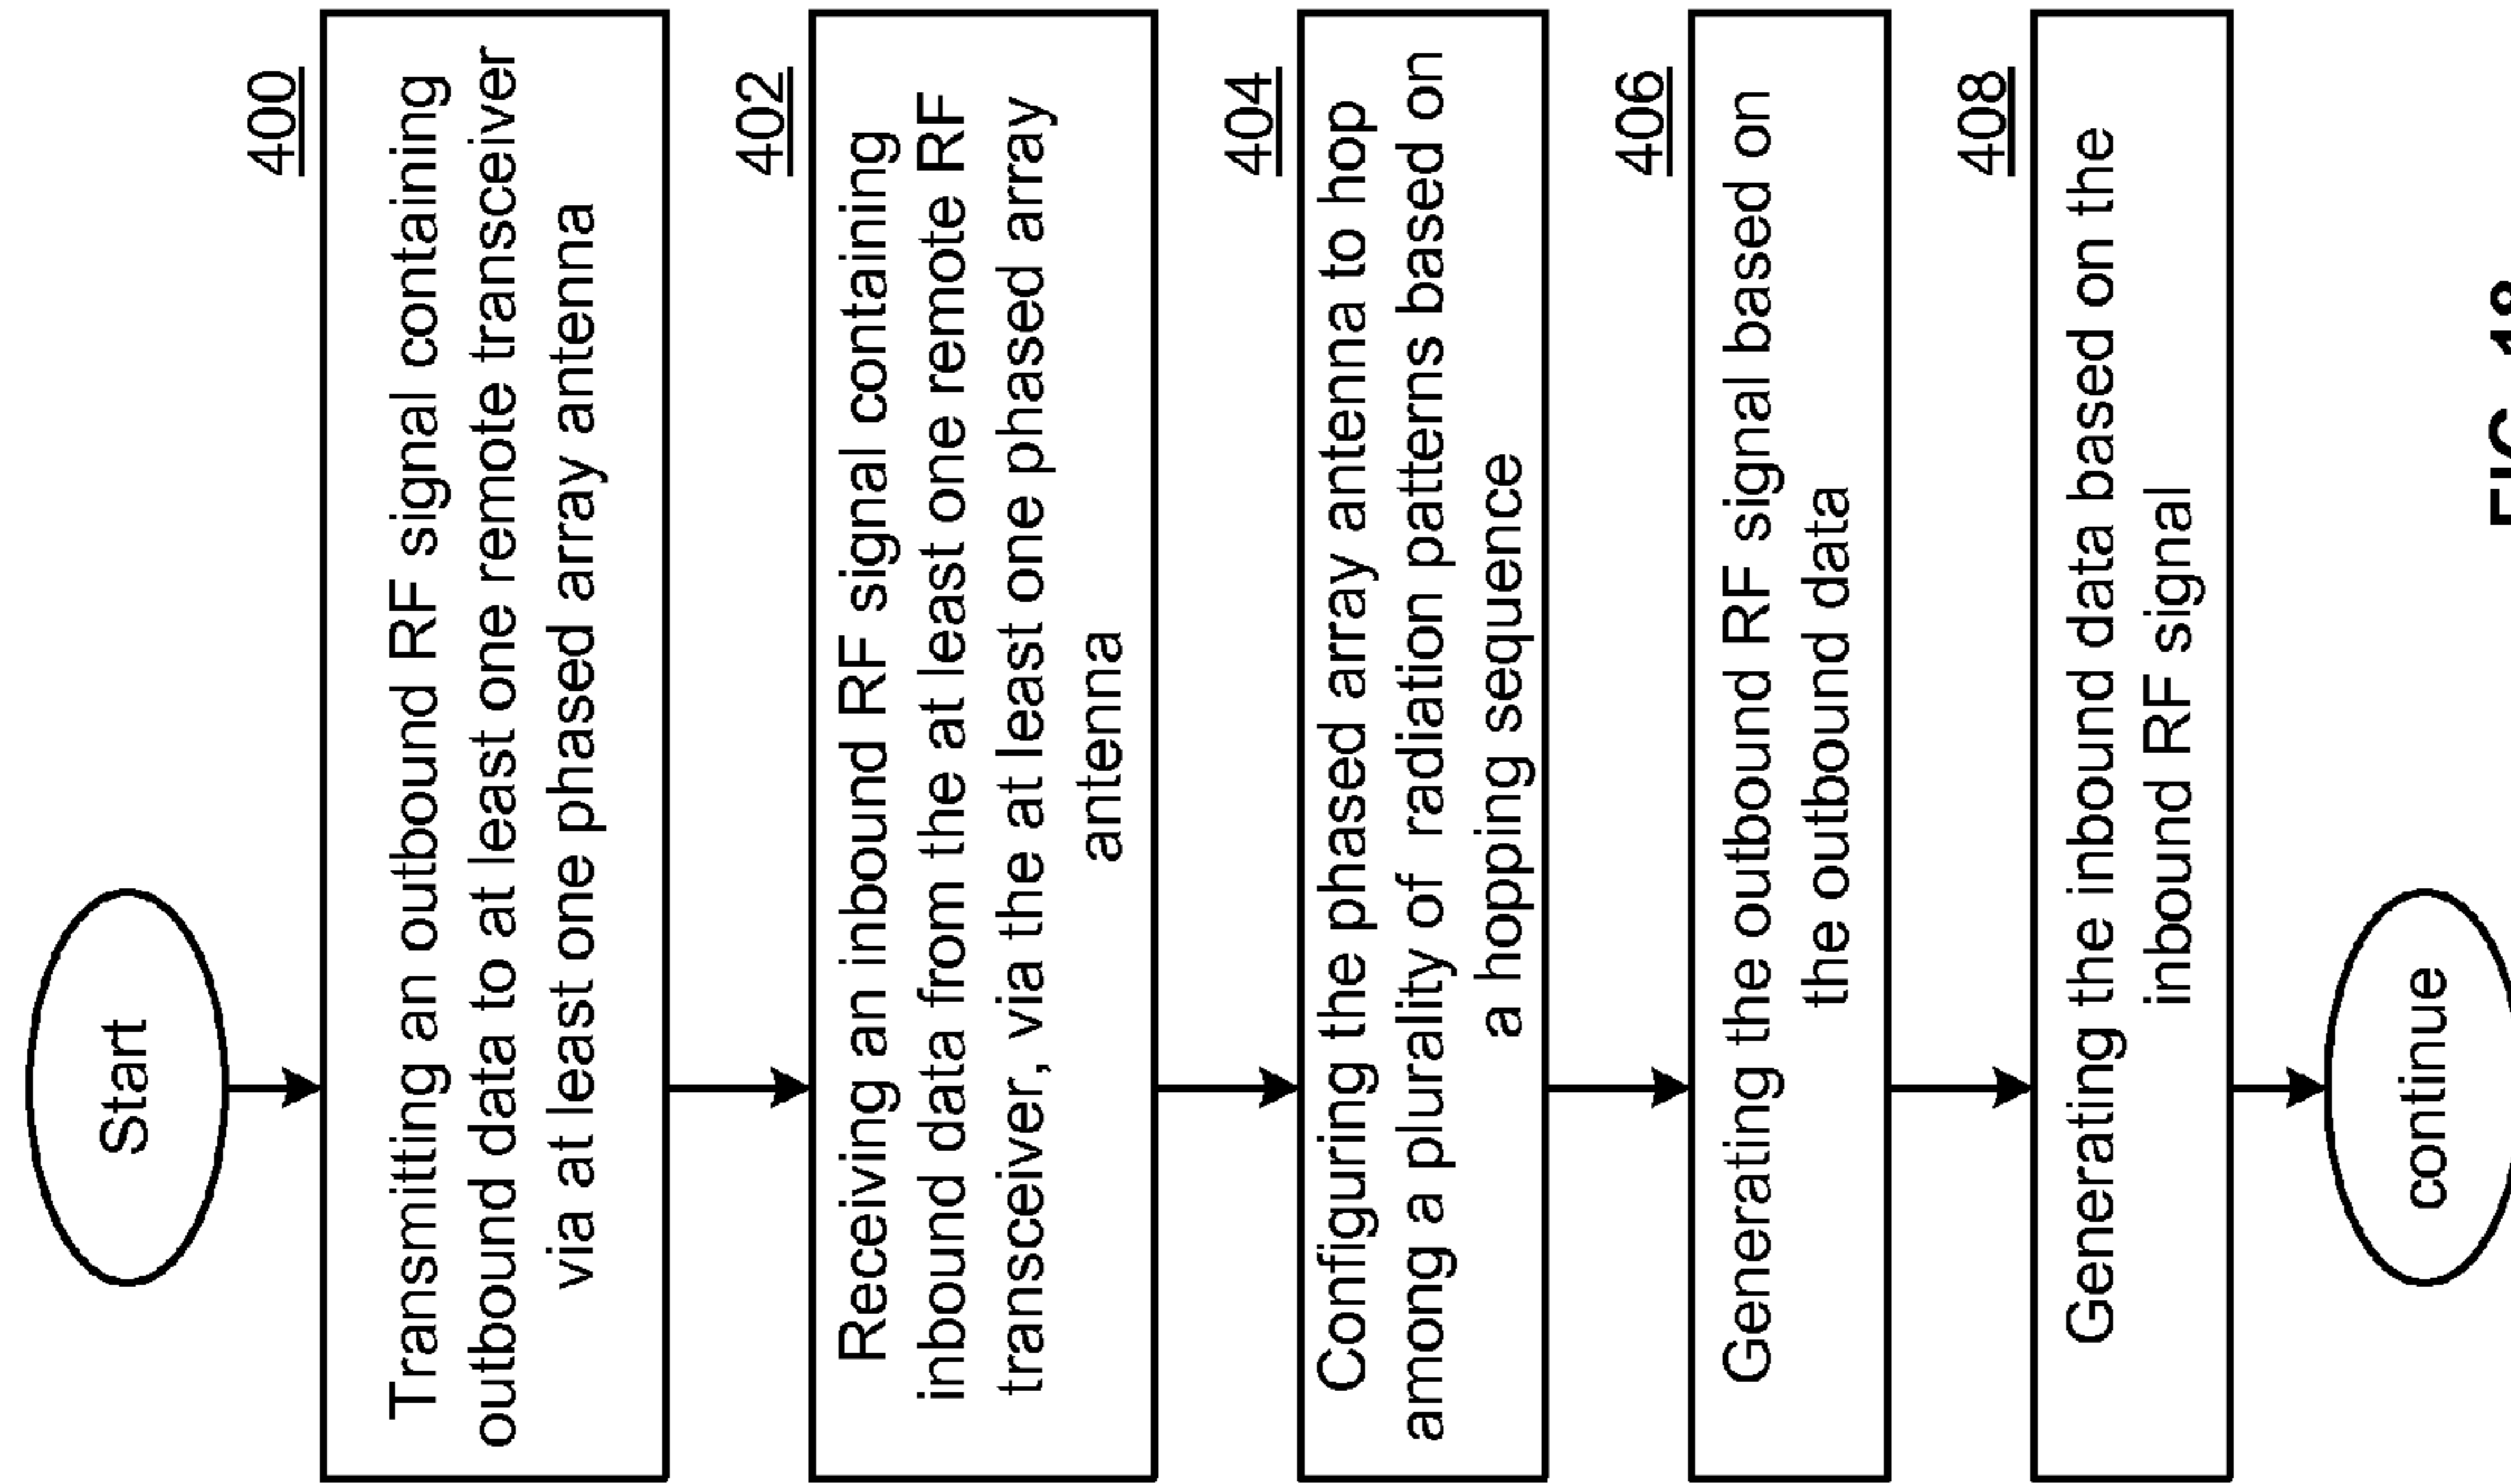 Start
400
Transmitting an outbound RF signal containing
outbound data to at least one remote transceiver
via at least one phased array antenna
402
Receiving an inbound RF signal containing
inbound data from the at least one remote RF
transceiver, via the at least one phased array
antenna
404
Configuring the phased array antenna to hop
among a plurality of radiation patterns based on
a hopping sequence
406
Generating the outbound RF signal based on
the outbound data
408
Generating the inbound data based on the
inbound RF signal
continue